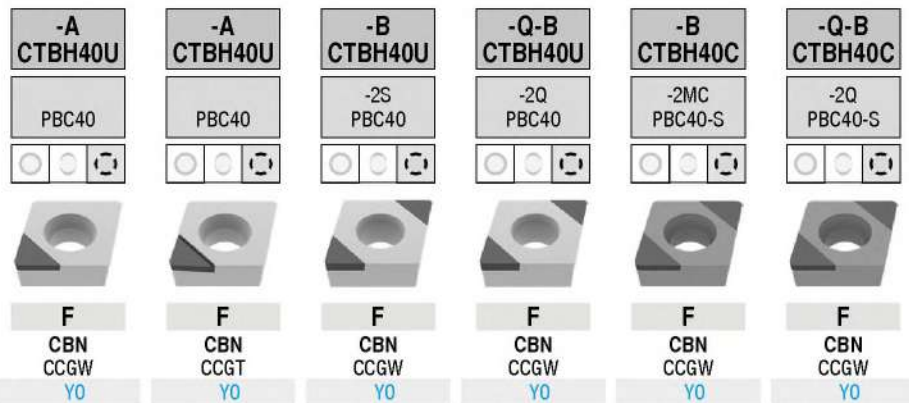 -A
CTBH40U
-A
CTBH40U
-B
CTBH40U
-Q-B
CTBH40U
-B
CTBH40C
-Q-B
CTBH40C
PBC40
PBC40
-2S
PBC40
-2Q
PBC40
-2MC
PBC40-S
-2Q
PBC40-S
F
F
F
F
F
F
CBN
CCGW
Y0
CBN
CCGT
Y0
CBN
CCGW
Y0
CBN
CCGW
Y0
CBN
CCGW
Y0
CBN
CCGW
Y0